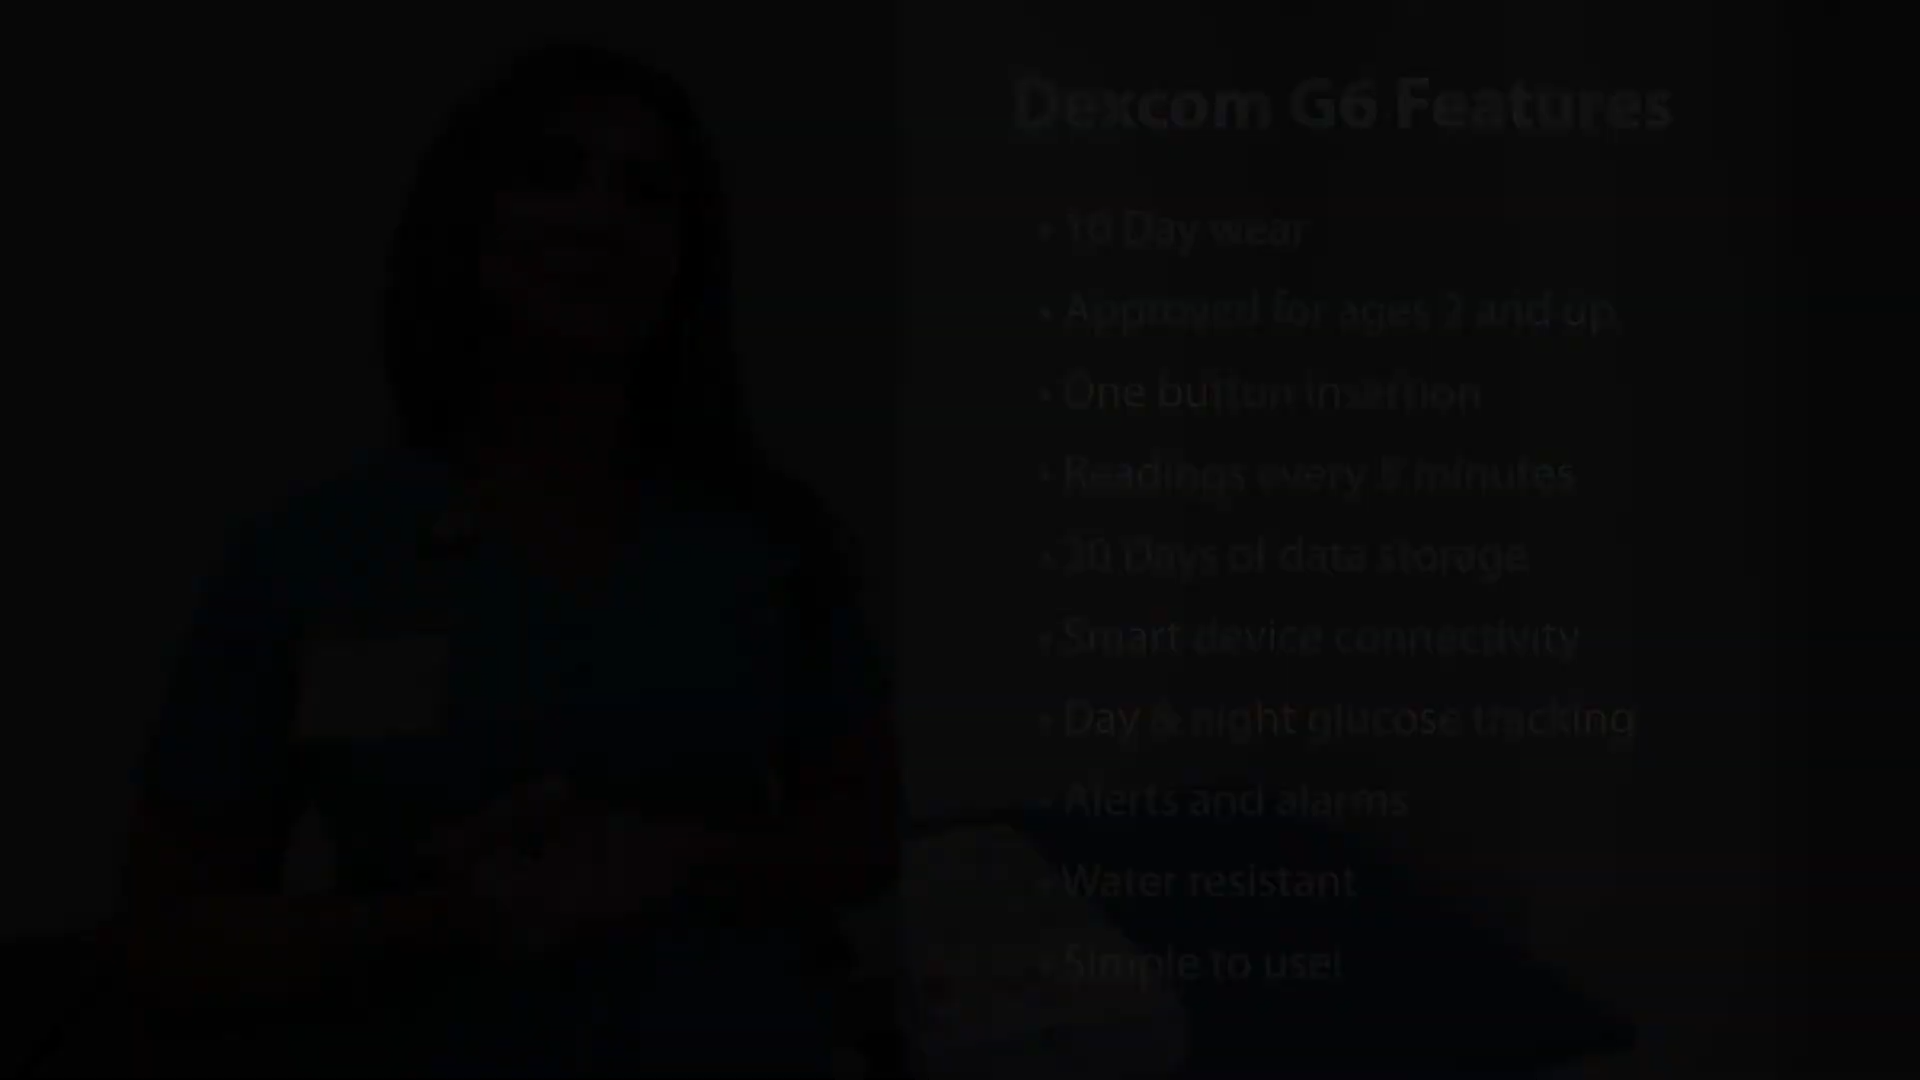 Dexcom G6 Features
• 10 Day wear
• Approved for ages 2 and up
• One button insertion
• Readings every 5 minutes
• 30 Days of data storage
• Smart device connectivity
• Day & night glucose tracking
• Alerts and alarms
• Water resistant
• Simple to use!